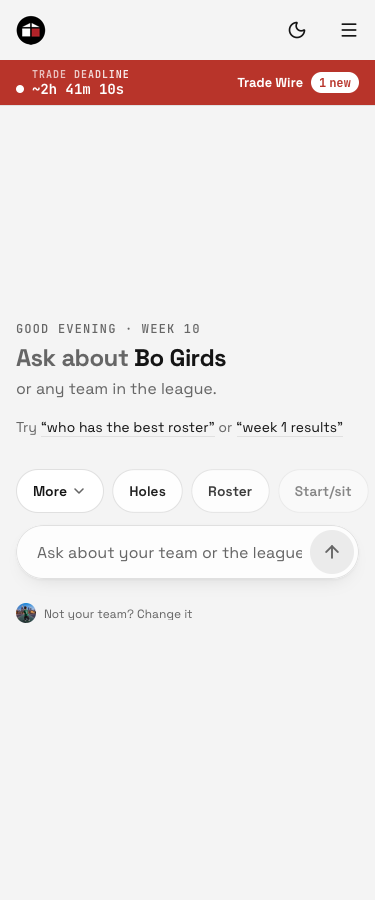 TRADE DEADLINE
~2h 41m 10s
Trade Wire 1 new
GOOD EVENING · WEEK 10
Ask about Bo Girds
or any team in the league.
Try “who has the best roster” or “week 1 results”
More Holes Roster Start/sit
Ask about your team or the league
Not your team? Change it